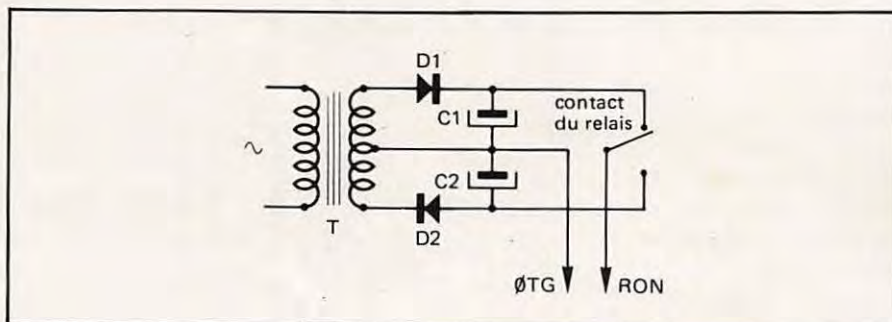 D1
C1
contact
du relais
~
C2
T
D2
ØTG
RON